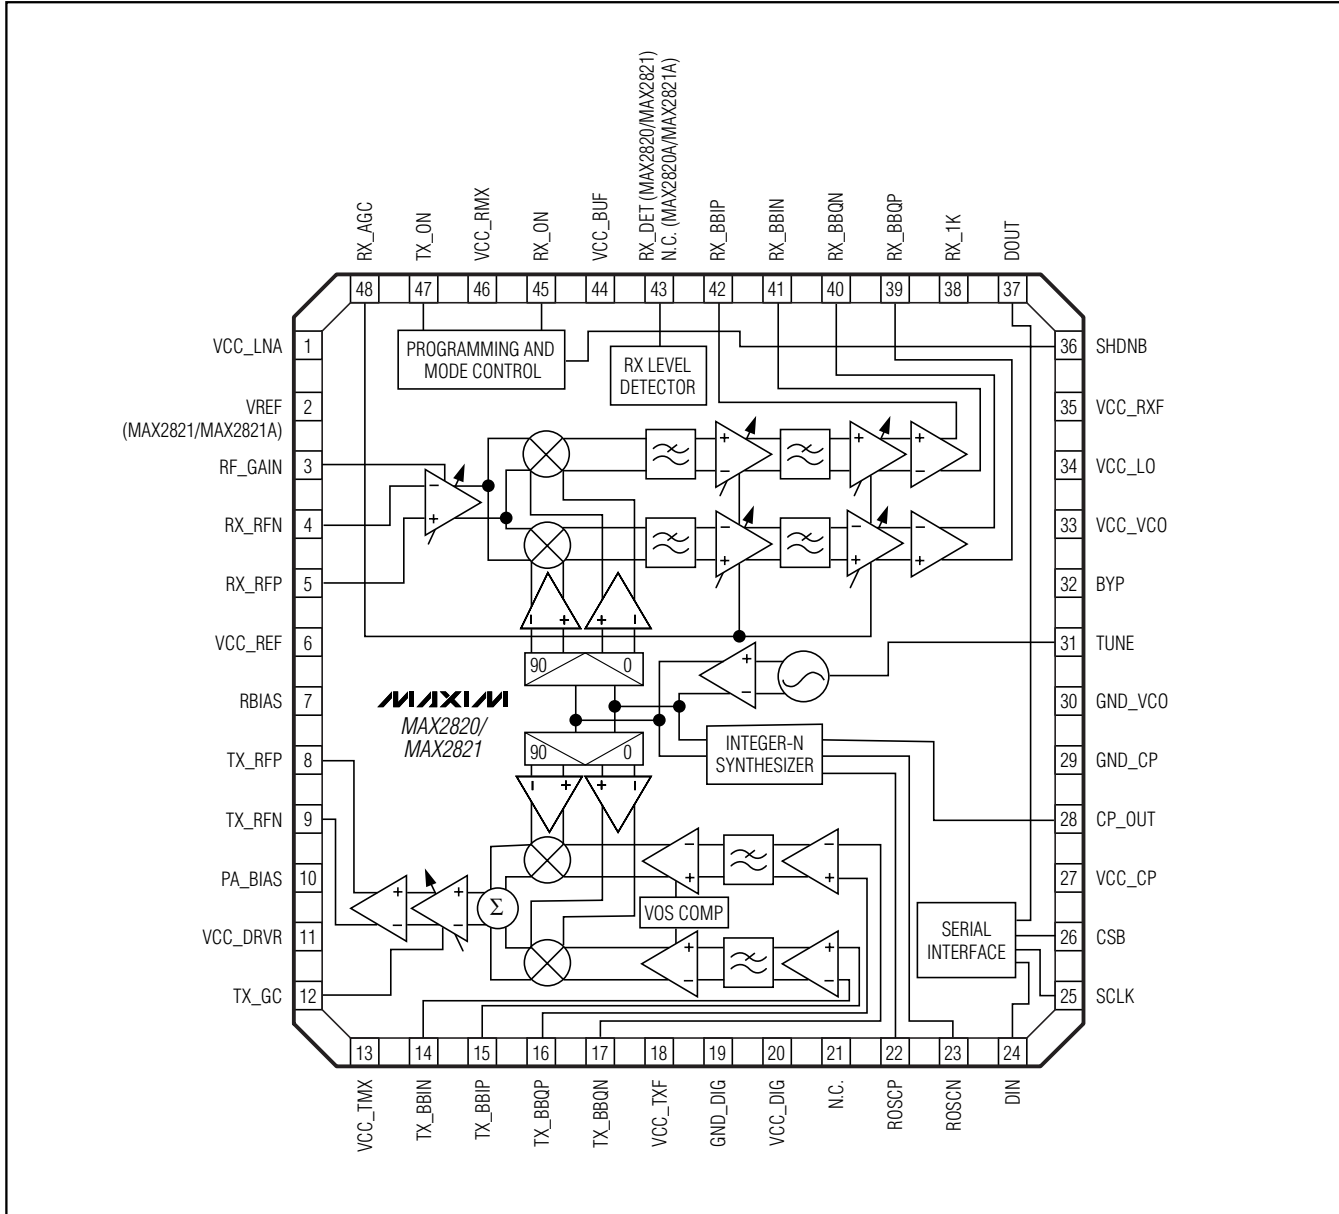 RX_AGC
TX_ON
VCC_RMX
RX_ON
VCC_BUF
RX_DET (MAX2820/MAX2821)
N.C. (MAX2820A/MAX2821A)
RX_BBIP
RX_BBIN
RX_BBQN
RX_BBQP
RX_1K
DOUT
48 47 46 45 44 43 42 41 40 39 38 37
VCC_LNA 1
VREF 2
(MAX2821/MAX2821A)
RF_GAIN 3
RX_RFN 4
RX_RFP 5
VCC_REF 6
RBIAS 7
TX_RFP 8
TX_RFN 9
PA_BIAS 10
VCC_DRVR 11
TX_GC 12
PROGRAMMING AND
MODE CONTROL
RX LEVEL
DETECTOR
− +
+ − + −
− + − +
− + + −
90 0
+ −
MAXIM
MAX2820/
MAX2821
90 0
− + + −
INTEGER-N
SYNTHESIZER
− + − +
+ − + −
Σ
VOS COMP
+ − + −
SERIAL
INTERFACE
36 SHDNB
35 VCC_RXF
34 VCC_LO
33 VCC_VCO
32 BYP
31 TUNE
30 GND_VCO
29 GND_CP
28 CP_OUT
27 VCC_CP
26 CSB
25 SCLK
13 14 15 16 17 18 19 20 21 22 23 24
VCC_TMX
TX_BBIN
TX_BBIP
TX_BBQP
TX_BBQN
VCC_TXF
GND_DIG
VCC_DIG
N.C.
ROSCP
ROSCN
DIN